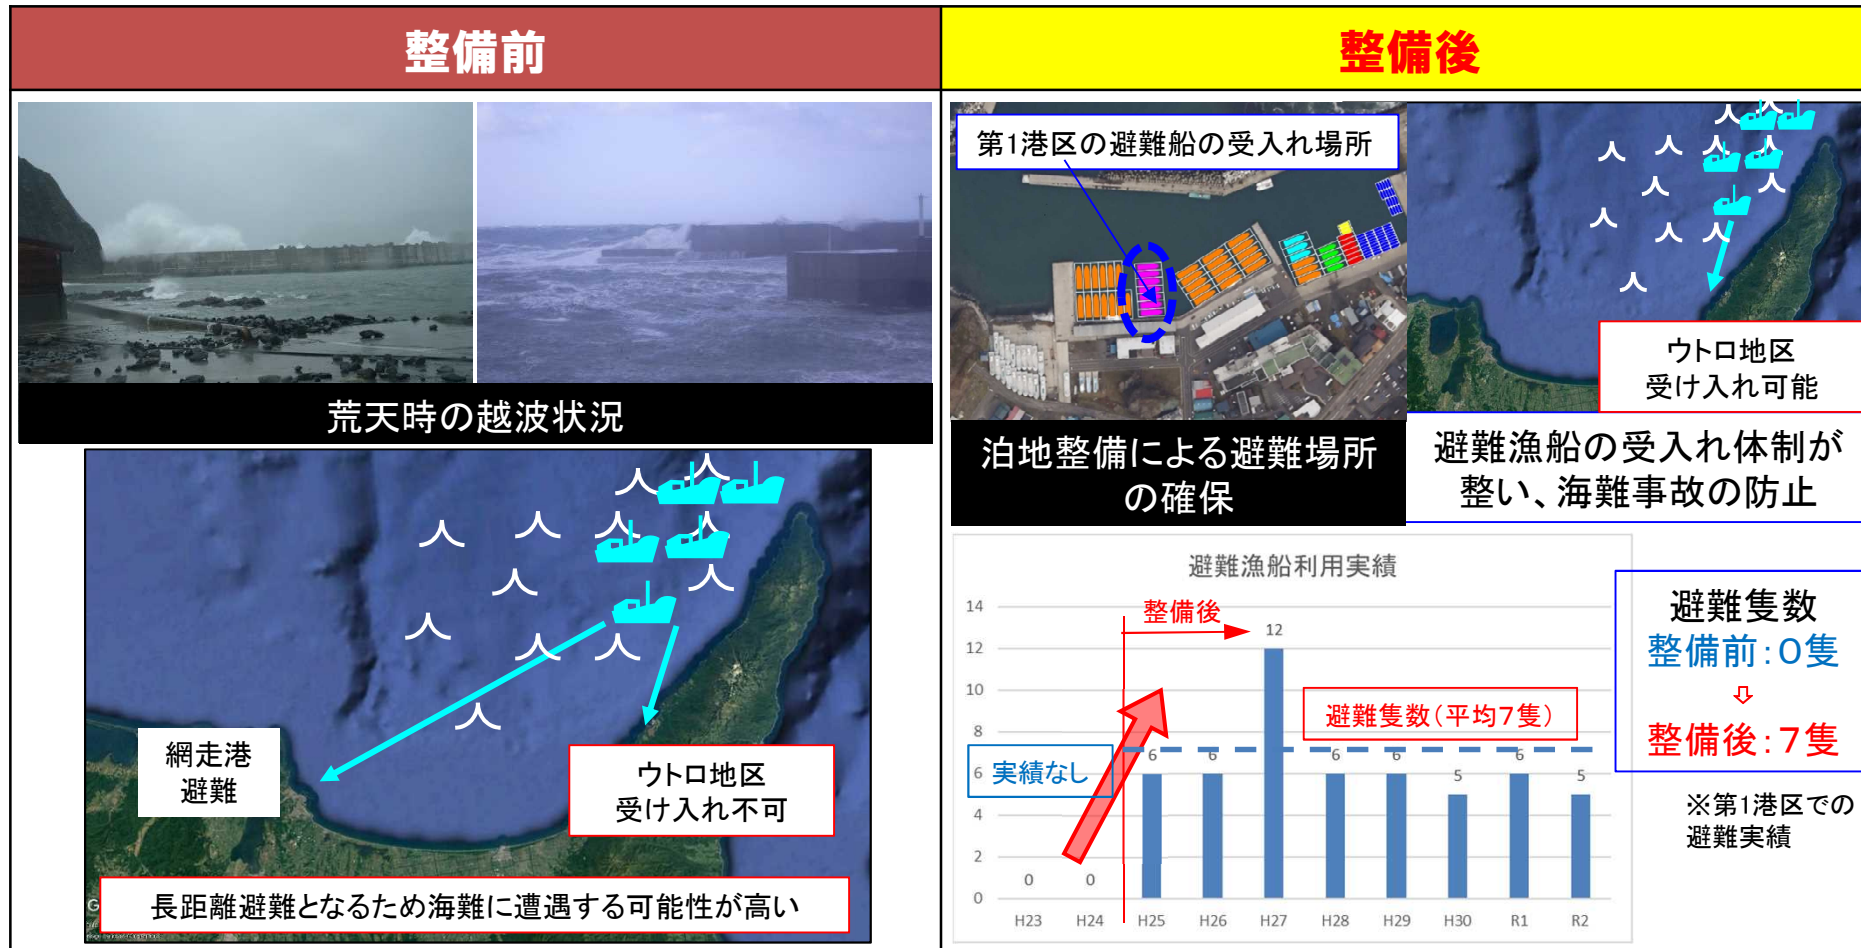 整備前
荒天時の越波状況
網走港
避難
ウトロ地区
受け入れ不可
長距離避難となるため海難に遭遇する可能性が高い
整備後
第1港区の避難船の受入れ場所
泊地整備による避難場所
の確保
ウトロ地区
受け入れ可能
避難漁船の受入れ体制が
整い、海難事故の防止
避難漁船利用実績
14
12
10
8
6
4
2
0
整備後
実績なし
避難隻数(平均7隻)
0
0
6
6
12
6
6
5
6
5
H23
H24
H25
H26
H27
H28
H29
H30
R1
R2
避難隻数
整備前:0隻
⇩
整備後:7隻
※第1港区での
避難実績